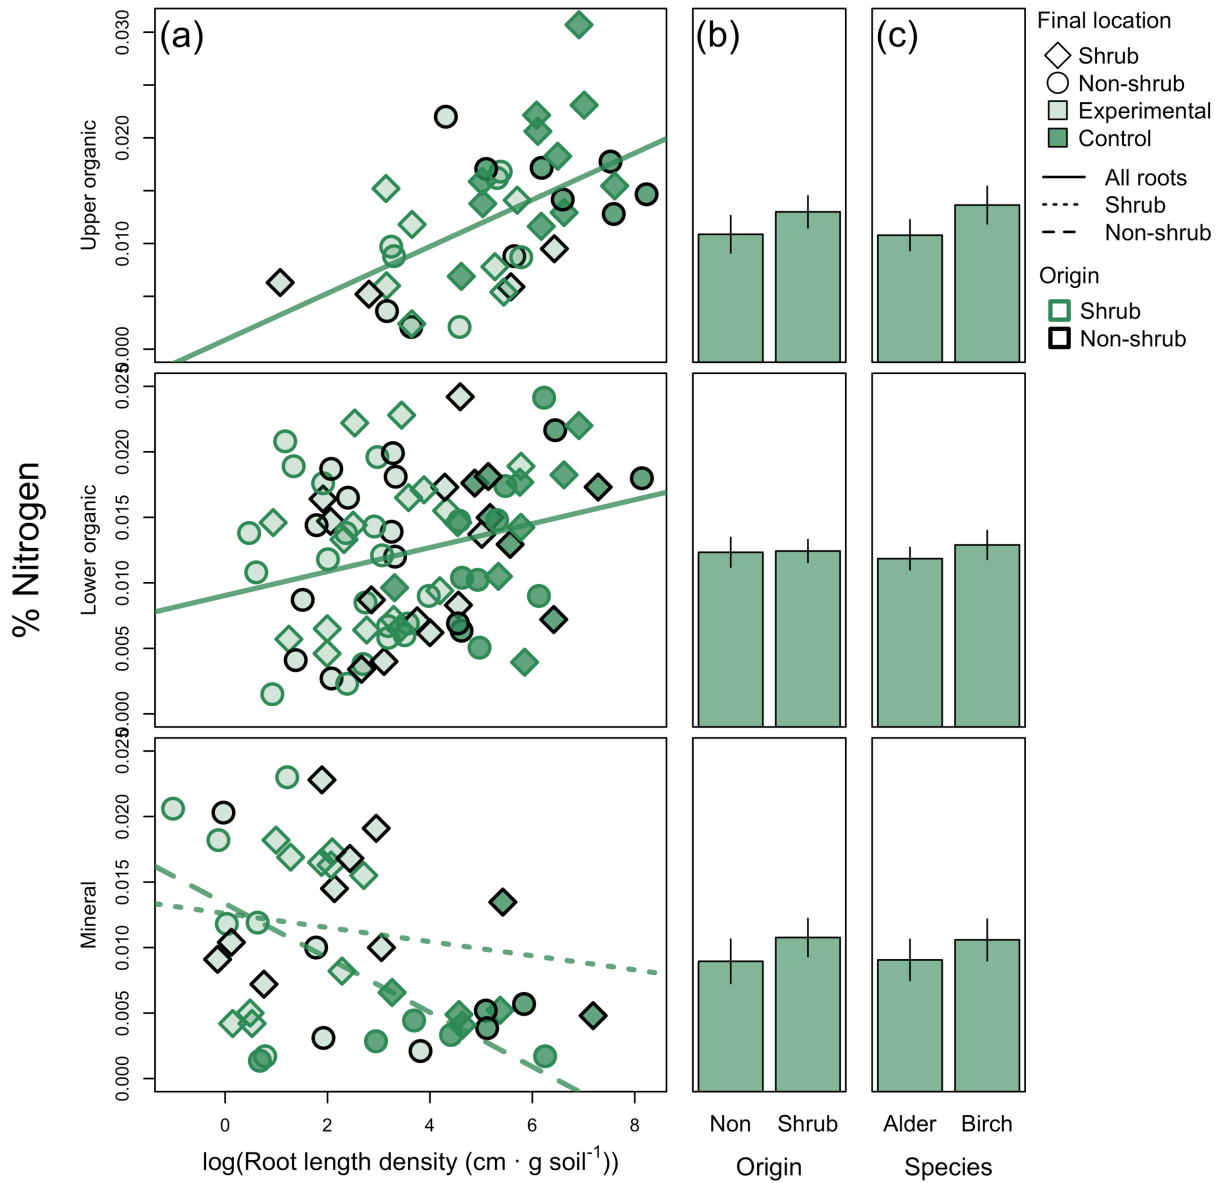 (a)
(b)
(c)
Final location
Shrub
Non-shrub
Experimental
Control
All roots
Shrub
Non-shrub
Origin
Shrub
Non-shrub
% Nitrogen
Upper organic
0.030
0.020
0.010
0.000
Lower organic
0.025
0.020
0.015
0.010
0.005
0.000
Mineral
0.025
0.020
0.015
0.010
0.005
0.000
0 2 4 6 8
log(Root length density (cm · g soil⁻¹))
Non Shrub
Origin
Alder Birch
Species